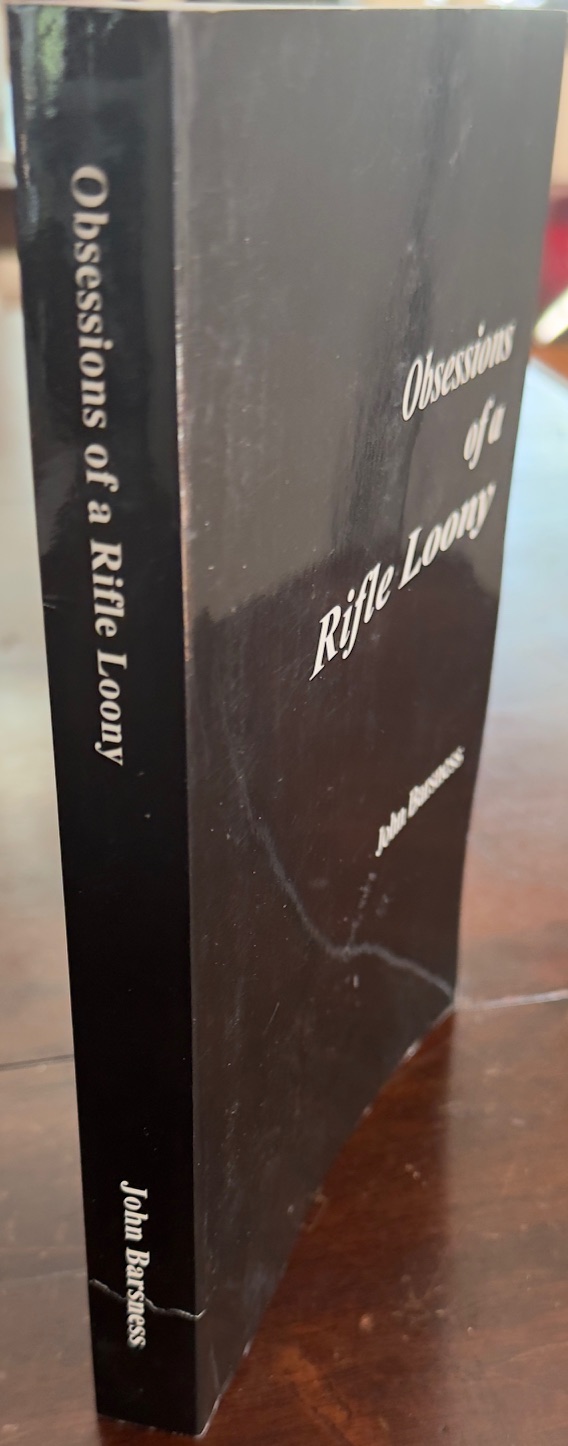 Obsessions of a Rifle Loony
John Barsness
Obsessions
of a
Rifle Loony
John Barsness